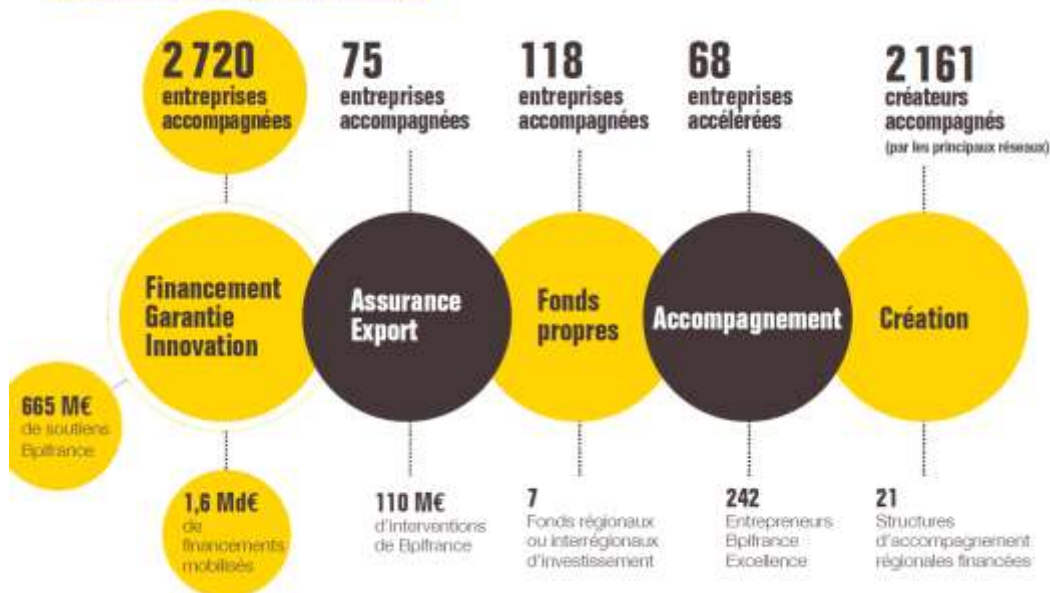 2 720
entreprises
accompagnées
75
entreprises
accompagnées
118
entreprises
accompagnées
68
entreprises
accélérées
2 161
créateurs
accompagnés
(par les principaux réseaux)
Financement
Garantie
Innovation
Assurance
Export
Fonds
propres
Accompagnement
Création
665 M€
de soutiens
Bpifrance
1,6 Md€
de
financements
mobilisés
110 M€
d'interventions
de Bpifrance
7
Fonds régionaux
ou interrégionaux
d'investissement
242
Entrepreneurs
Bpifrance
Excellence
21
Structures
d'accompagnement
régionales financées